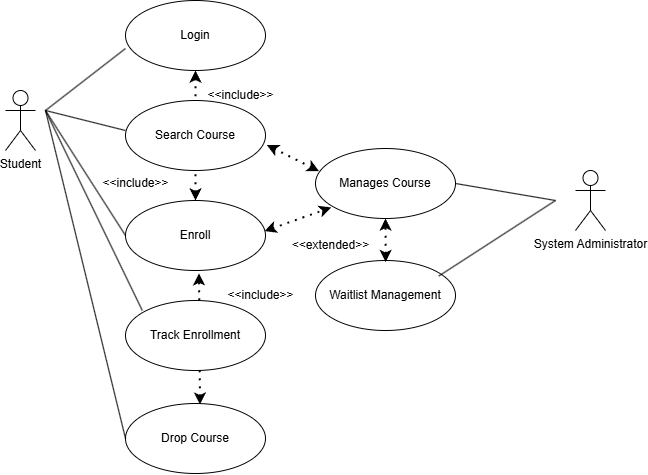 Login
<<include>>
Student
Search Course
<<include>>
Manages Course
Enroll
<<extended>>
System Administrator
<<include>>
Waitlist Management
Track Enrollment
Drop Course